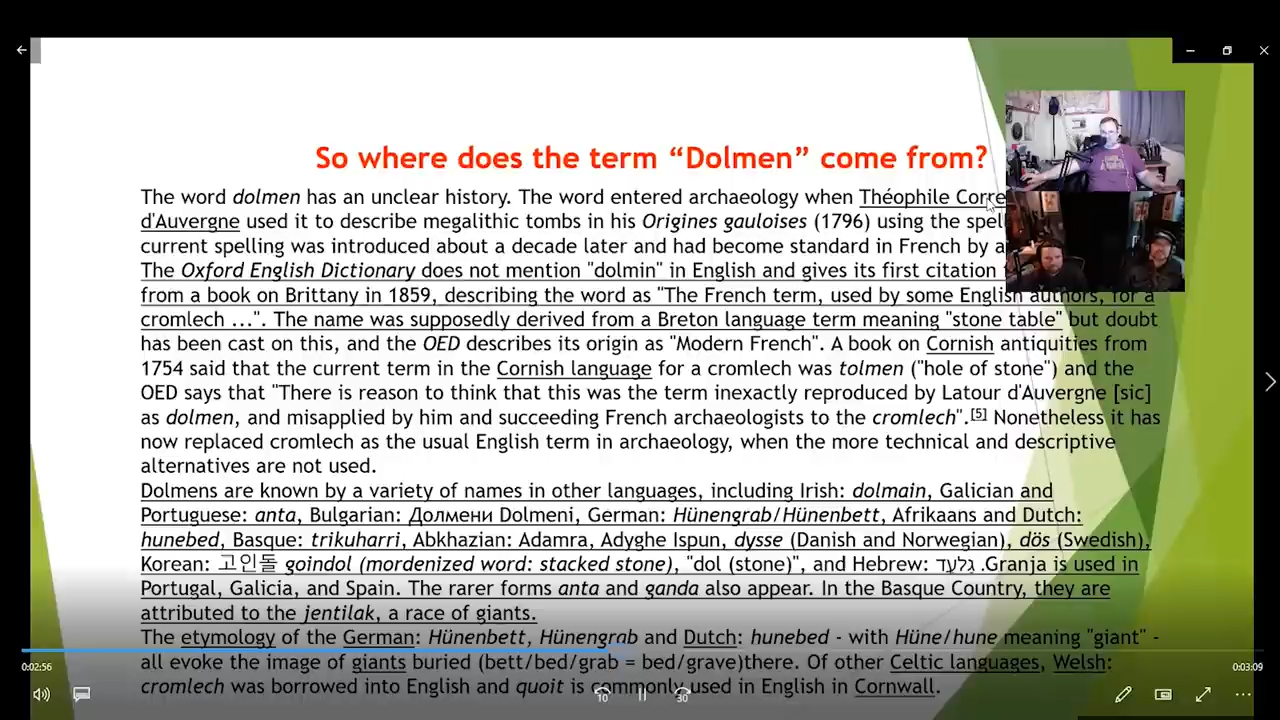 So where does the term “Dolmen” come from?
The word dolmen has an unclear history. The word entered archaeology when Théophile Corre
d'Auvergne used it to describe megalithic tombs in his Origines gauloises (1796) using the spel
current spelling was introduced about a decade later and had become standard in French by a
The Oxford English Dictionary does not mention "dolmin" in English and gives its first citation
from a book on Brittany in 1859, describing the word as "The French term, used by some English authors, for a
cromlech ...". The name was supposedly derived from a Breton language term meaning "stone table" but doubt
has been cast on this, and the OED describes its origin as "Modern French". A book on Cornish antiquities from
1754 said that the current term in the Cornish language for a cromlech was tolmen ("hole of stone") and the
OED says that "There is reason to think that this was the term inexactly reproduced by Latour d'Auvergne [sic]
as dolmen, and misapplied by him and succeeding French archaeologists to the cromlech".[5] Nonetheless it has
now replaced cromlech as the usual English term in archaeology, when the more technical and descriptive
alternatives are not used.
Dolmens are known by a variety of names in other languages, including Irish: dolmain, Galician and
Portuguese: anta, Bulgarian: Долмени Dolmeni, German: Hünengrab/Hünenbett, Afrikaans and Dutch:
hunebed, Basque: trikuharri, Abkhazian: Adamra, Adyghe Ispun, dysse (Danish and Norwegian), dös (Swedish),
Korean: 고인돌 goindol (mordenized word: stacked stone), "dol (stone)", and Hebrew: גַלעֵד .Granja is used in
Portugal, Galicia, and Spain. The rarer forms anta and ganda also appear. In the Basque Country, they are
attributed to the jentilak, a race of giants.
The etymology of the German: Hünenbett, Hünengrab and Dutch: hunebed - with Hüne/hune meaning "giant" -
0:02:56
0:03:09
all evoke the image of giants buried (bett/bed/grab = bed/grave)there. Of other Celtic languages, Welsh:
cromlech was borrowed into English and quoit is commonly used in English in Cornwall.
10
30